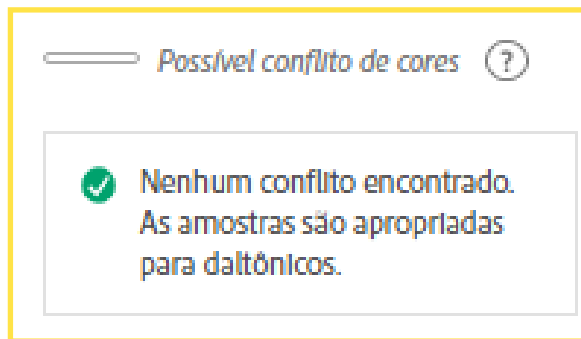 Possível conflito de cores ?
Nenhum conflito encontrado.
As amostras são apropriadas
para daltônicos.